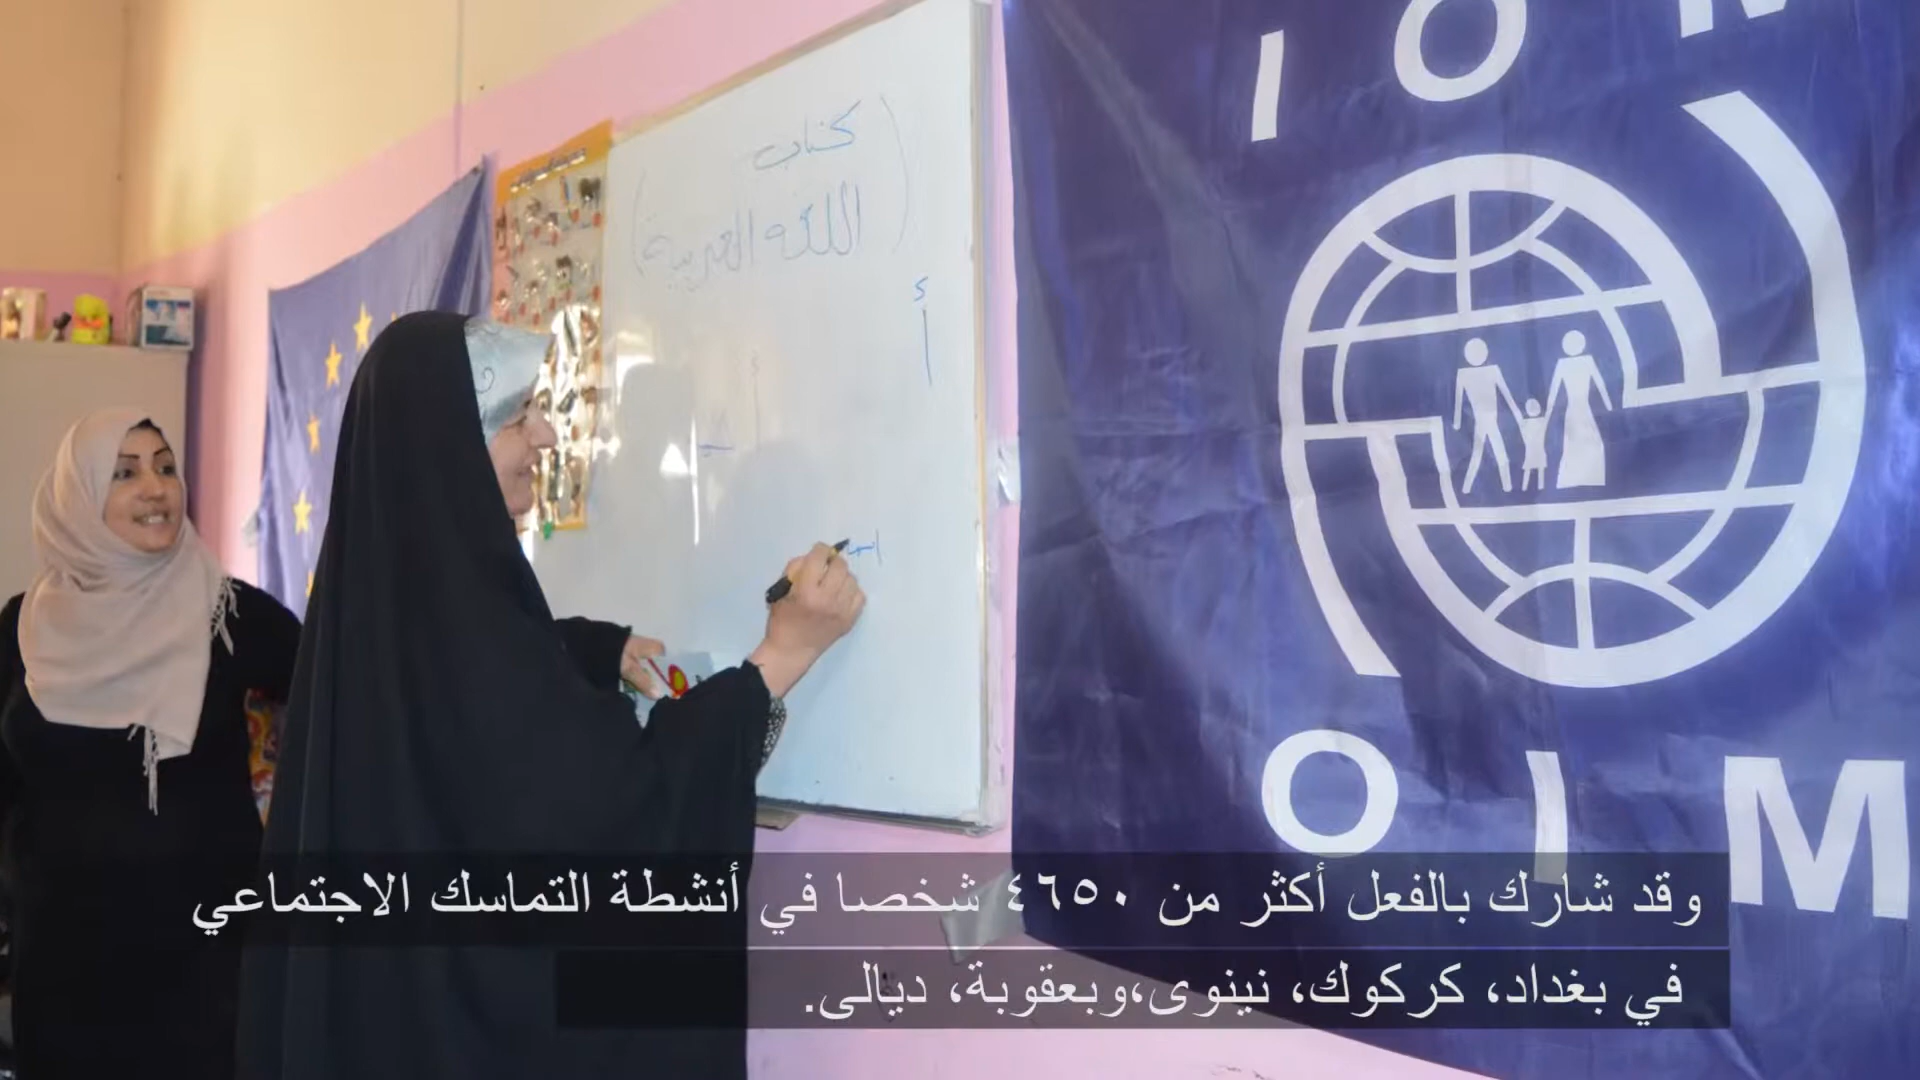 I O M
كتاب
(اللغة العربية)
أ
أ
O I M
وقد شارك بالفعل أكثر من ٤٦٥٠ شخصا في أنشطة التماسك الاجتماعي
في بغداد، كركوك، نينوى،وبعقوبة، ديالى.